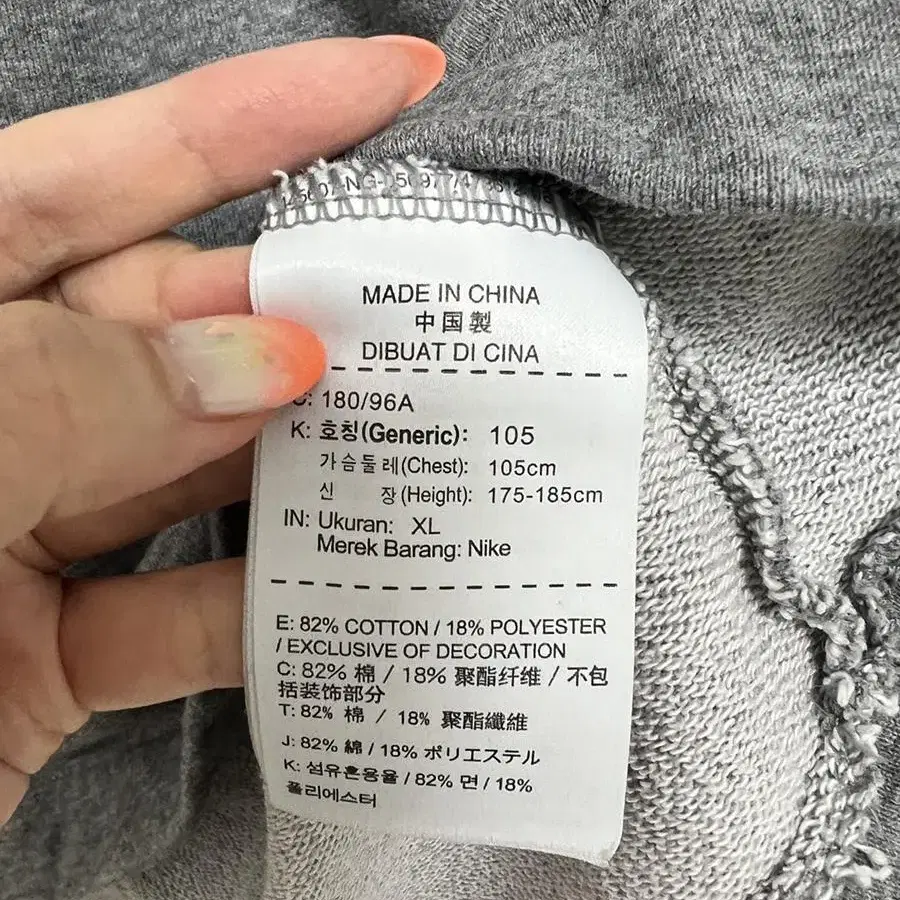 MADE IN CHINA
中国製
DIBUAT DI CINA
C: 180/96A
K: 호칭(Generic): 105
가슴둘레(Chest): 105cm
신 장(Height): 175-185cm
IN: Ukuran: XL
Merek Barang: Nike
E: 82% COTTON / 18% POLYESTER
/ EXCLUSIVE OF DECORATION
C: 82% 棉 / 18% 聚酯纤维 / 不包
括装饰部分
T: 82% 棉 / 18% 聚酯纖維
J: 82% 綿 / 18% ポリエステル
K: 섬유혼용율 / 82% 면 / 18%
폴리에스터